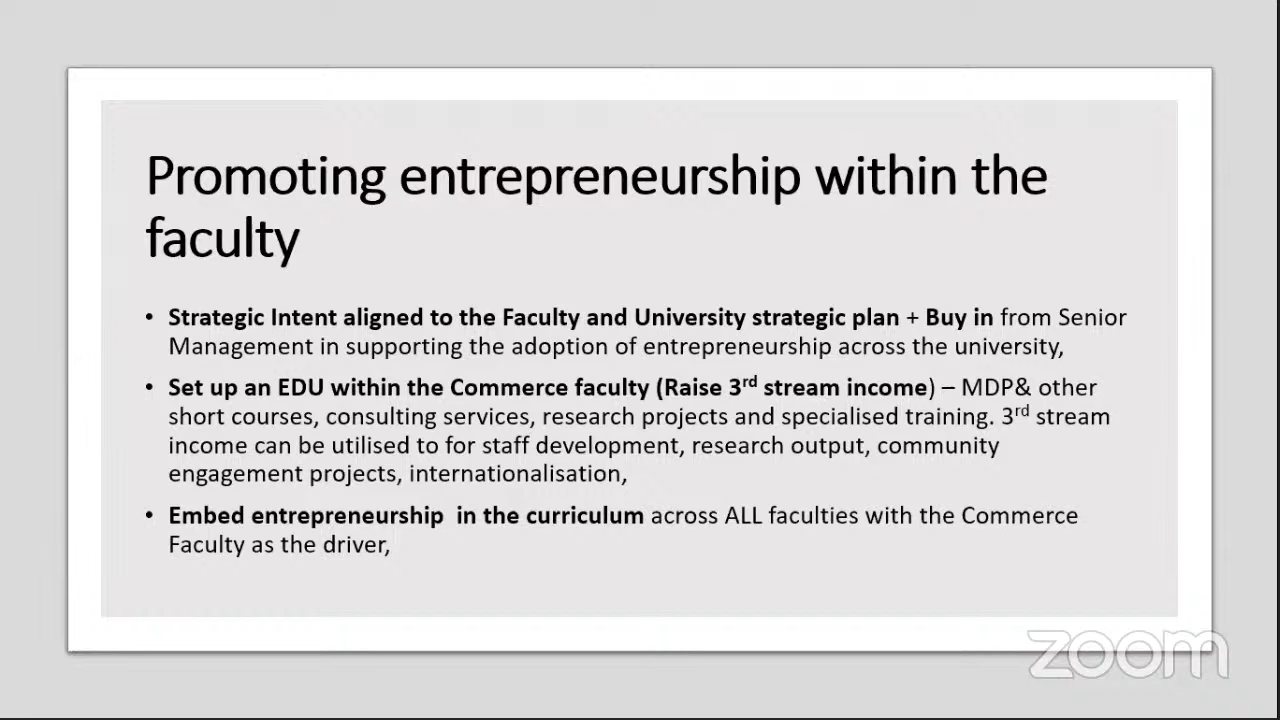 Promoting entrepreneurship within the
faculty
• Strategic Intent aligned to the Faculty and University strategic plan + Buy in from Senior
Management in supporting the adoption of entrepreneurship across the university,
• Set up an EDU within the Commerce faculty (Raise 3rd stream income) – MDP& other
short courses, consulting services, research projects and specialised training. 3rd stream
income can be utilised to for staff development, research output, community
engagement projects, internationalisation,
• Embed entrepreneurship  in the curriculum across ALL faculties with the Commerce
Faculty as the driver,
zoom